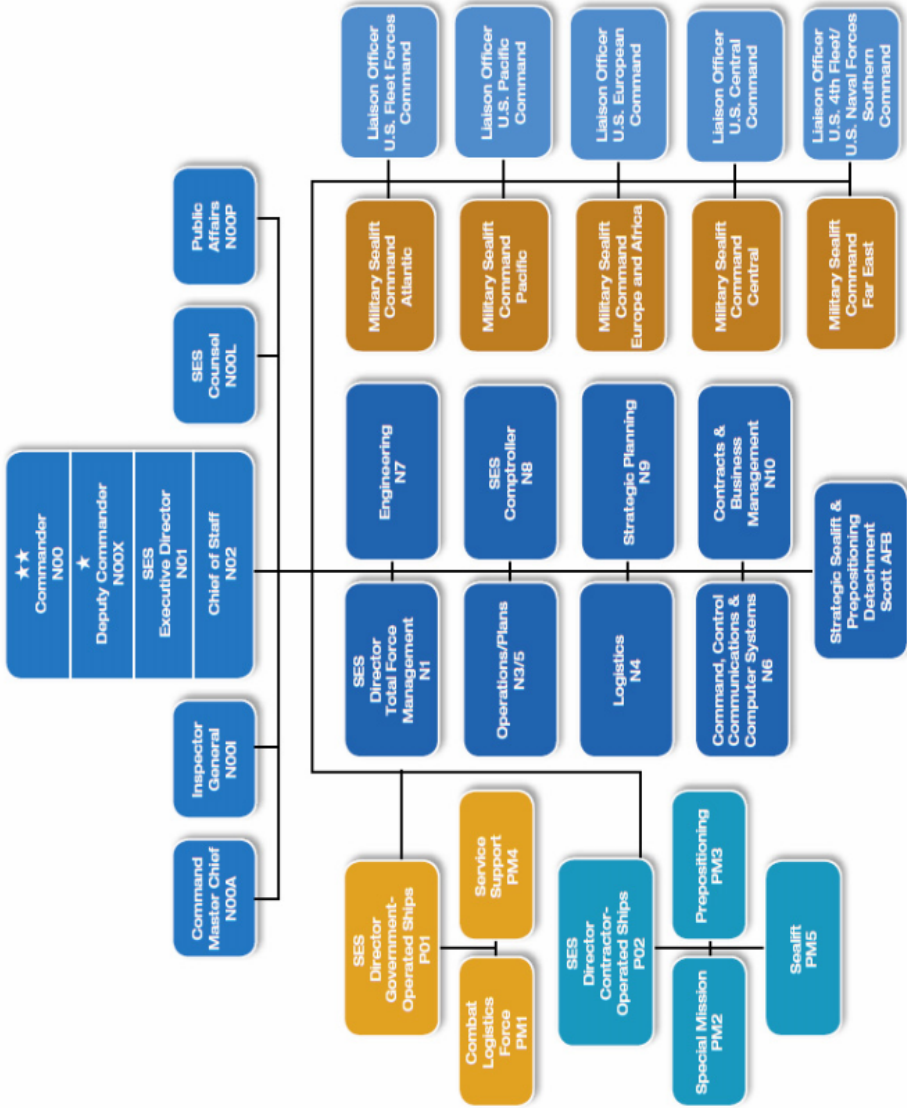 ★★
Commander
N00
★
Deputy Commander
N00X
SES
Executive Director
N01
Chief of Staff
N02
Command
Master Chief
N00A
Inspector
General
N00I
SES
Counsel
N00L
Public
Affairs
N00P
SES
Director
Government-
Operated Ships
P01
Combat
Logistics
Force
PM1
Service
Support
PM4
SES
Director
Contractor-
Operated Ships
P02
Special Mission
PM2
Prepositioning
PM3
Sealift
PM5
SES
Director
Total Force
Management
N1
Engineering
N7
Operations/Plans
N3/5
SES
Comptroller
N8
Logistics
N4
Strategic Planning
N9
Command, Control
Communications &
Computer Systems
N6
Contracts &
Business
Management
N10
Strategic Sealift &
Prepositioning
Detachment
Scott AFB
Military Sealift
Command
Atlantic
Liaison Officer
U.S. Fleet Forces
Command
Military Sealift
Command
Pacific
Liaison Officer
U.S. Pacific
Command
Military Sealift
Command
Europe and Africa
Liaison Officer
U.S. European
Command
Military Sealift
Command
Central
Liaison Officer
U.S. Central
Command
Military Sealift
Command
Far East
Liaison Officer
U.S. 4th Fleet/
U.S. Naval Forces
Southern
Command